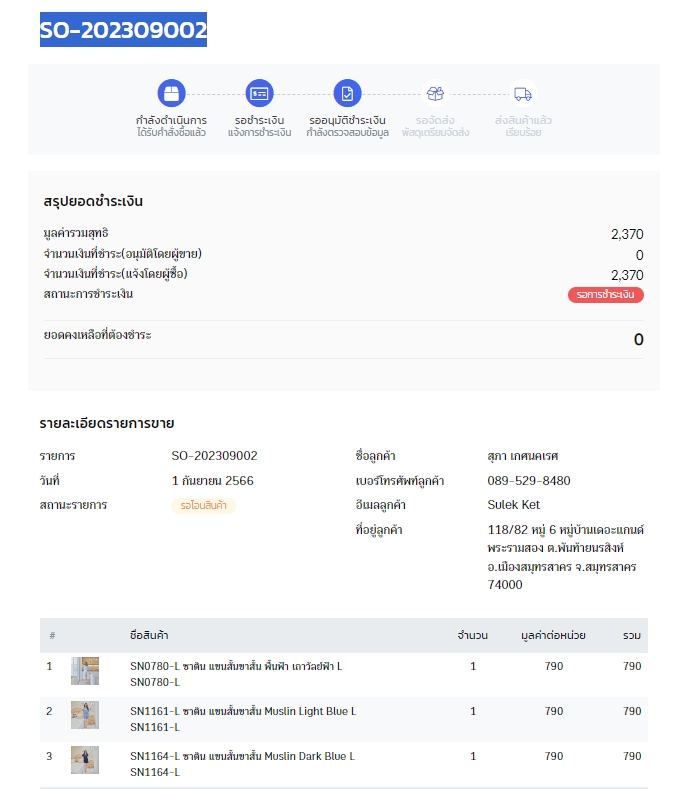 SO-202309002
กำลังดำเนินการ
ได้รับคำสั่งซื้อแล้ว
รอชำระเงิน
แจ้งการชำระเงิน
รออนุมัติชำระเงิน
กำลังตรวจสอบข้อมูล
รอจัดส่ง
พัสดุเตรียมจัดส่ง
ส่งสินค้าแล้ว
เรียบร้อย
สรุปยอดชำระเงิน
มูลค่ารวมสุทธิ 2,370
จำนวนเงินที่ชำระ(อนุมัติโดยผู้ขาย) 0
จำนวนเงินที่ชำระ(แจ้งโดยผู้ซื้อ) 2,370
สถานะการชำระเงิน รอการชำระเงิน
ยอดคงเหลือที่ต้องชำระ 0
รายละเอียดรายการขาย
รายการ SO-202309002 ชื่อลูกค้า สุภา เกศนคเรศ
วันที่ 1 กันยายน 2566 เบอร์โทรศัพท์ลูกค้า 089-529-8480
สถานะรายการ รอโอนสินค้า อีเมลลูกค้า Sulek Ket
ที่อยู่ลูกค้า 118/82 หมู่ 6 หมู่บ้านเดอะแกนด์
พระรามสอง ต.พันท้ายนรสิงห์
อ.เมืองสมุทรสาคร จ.สมุทรสาคร
74000
# ชื่อสินค้า จำนวน มูลค่าต่อหน่วย รวม
1 SN0780-L ซาติน แขนสั้นขาสั้น พื้นฟ้า เถาวัลย์ฟ้า L 1 790 790
SN0780-L
2 SN1161-L ซาติน แขนสั้นขาสั้น Muslin Light Blue L 1 790 790
SN1161-L
3 SN1164-L ซาติน แขนสั้นขาสั้น Muslin Dark Blue L 1 790 790
SN1164-L